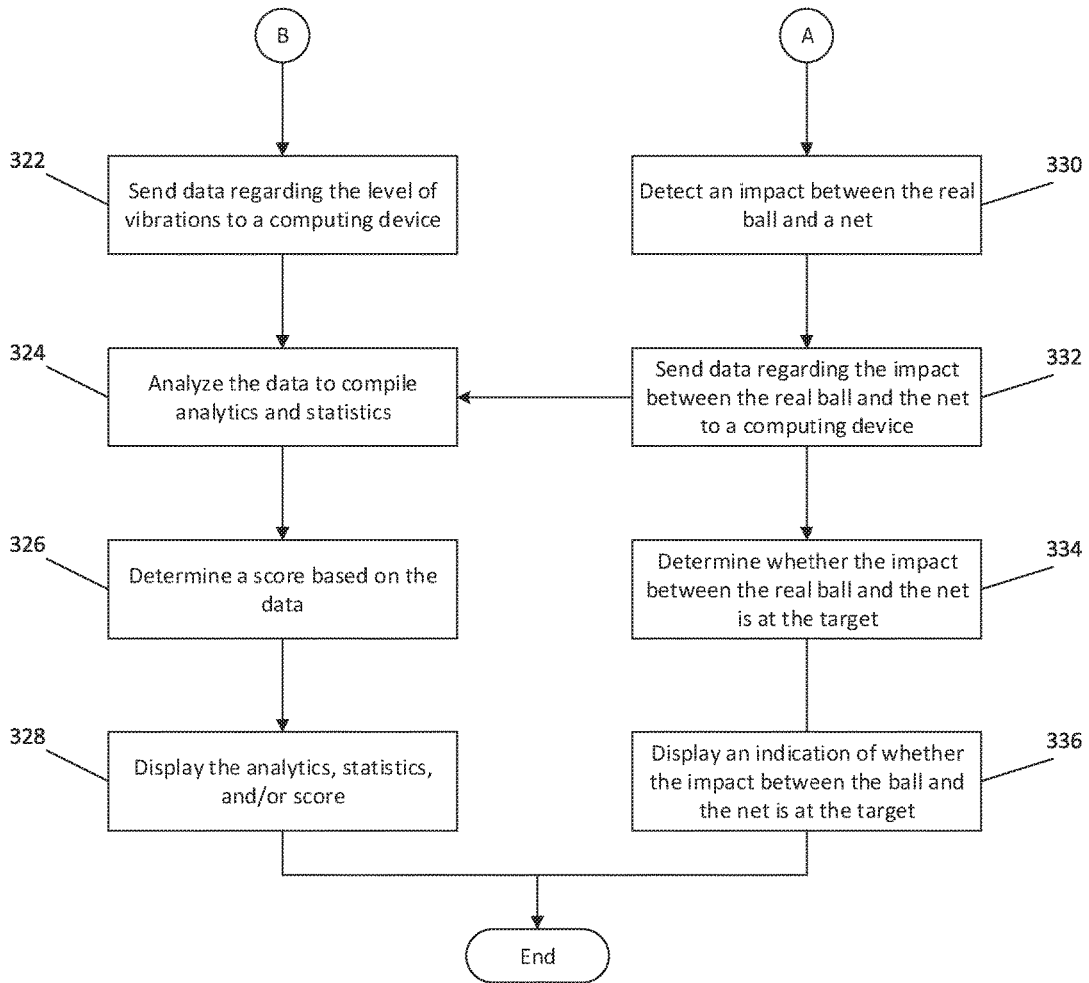 B
A
322
Send data regarding the level of
vibrations to a computing device
330
Detect an impact between the real
ball and a net
324
Analyze the data to compile
analytics and statistics
332
Send data regarding the impact
between the real ball and the net
to a computing device
326
Determine a score based on the
data
334
Determine whether the impact
between the real ball and the net
is at the target
328
Display the analytics, statistics,
and/or score
336
Display an indication of whether
the impact between the ball and
the net is at the target
End